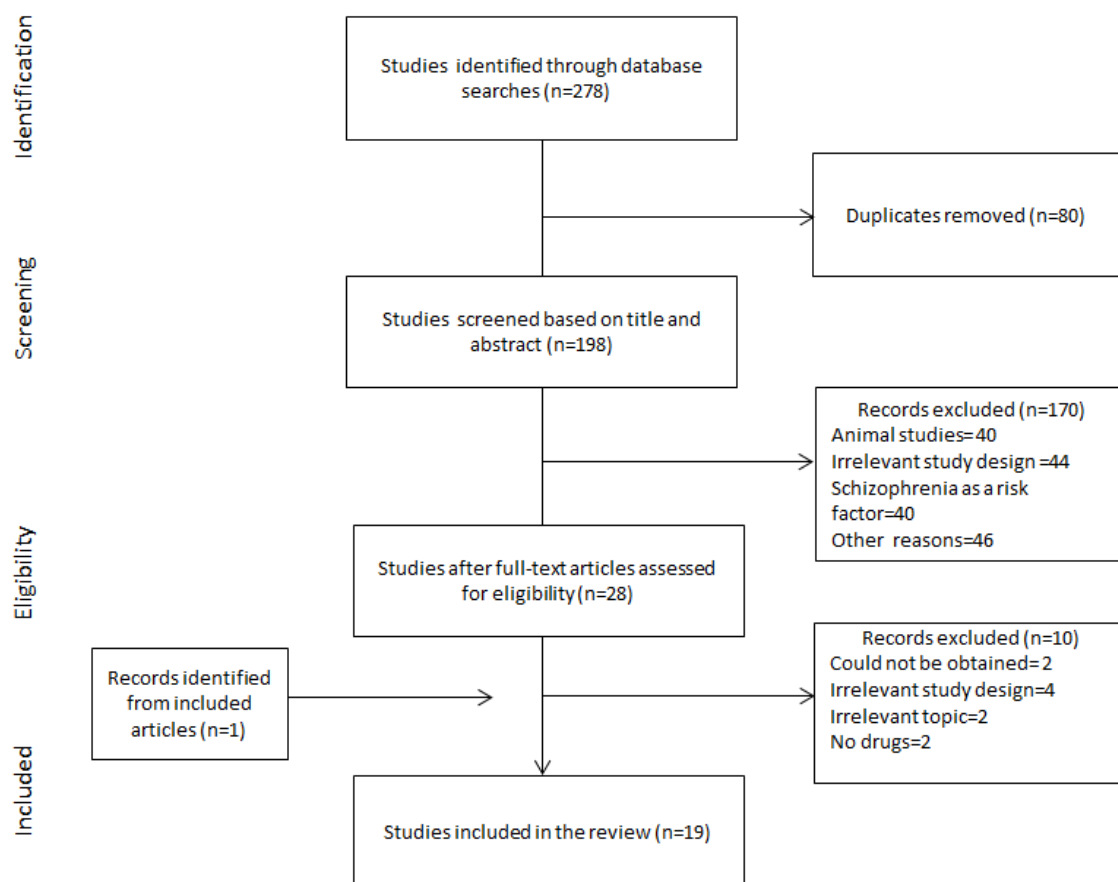 Identification
Studies identified through database
searches (n=278)
Duplicates removed (n=80)
Screening
Studies screened based on title and
abstract (n=198)
Records excluded (n=170)
Animal studies=40
Irrelevant study design =44
Schizophrenia as a risk
factor=40
Other reasons=46
Eligibility
Studies after full-text articles assessed
for eligibility (n=28)
Records excluded (n=10)
Could not be obtained=2
Irrelevant study design=4
Irrelevant topic=2
No drugs=2
Records identified
from included
articles (n=1)
Included
Studies included in the review (n=19)